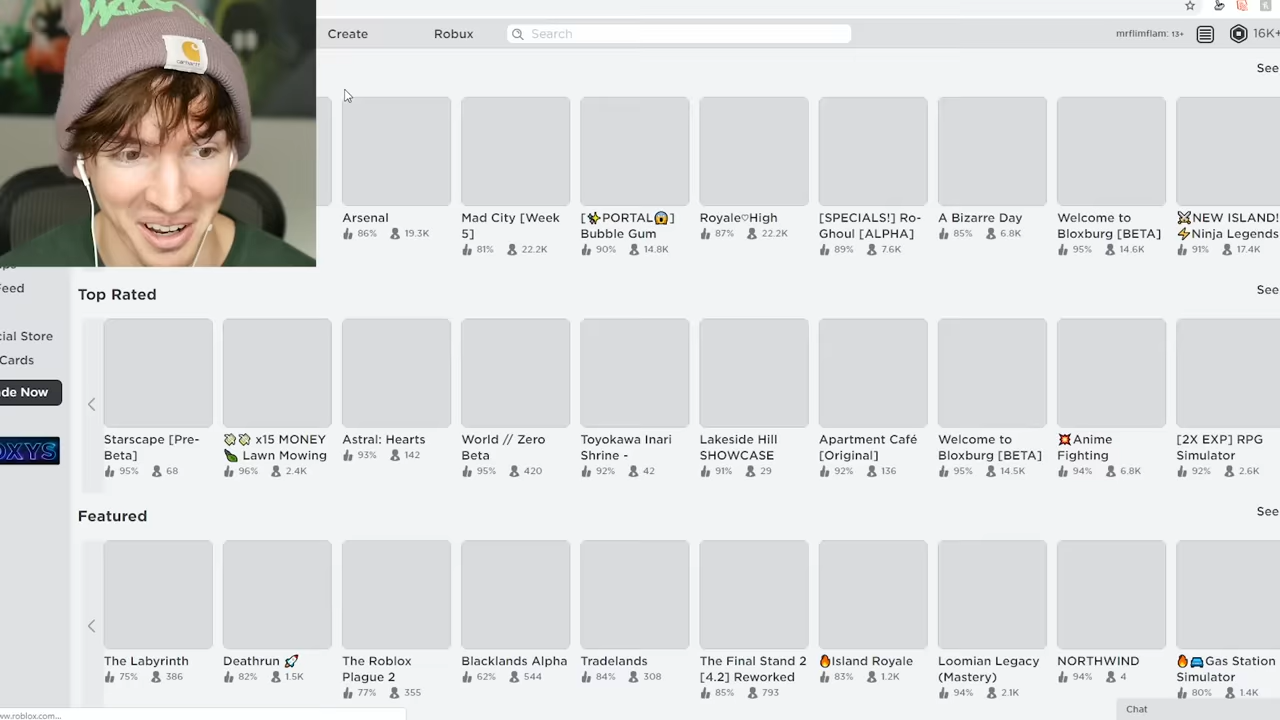 Create
Robux
Search
mrflimflam: 13+
16K+
carhartt
See
Arsenal
86% 19.3K
Mad City [Week
5]
81% 22.2K
[✨PORTAL😱]
Bubble Gum
90% 14.8K
Royale♡High
87% 22.2K
[SPECIALS!] Ro-
Ghoul [ALPHA]
89% 7.6K
A Bizarre Day
85% 6.8K
Welcome to
Bloxburg [BETA]
95% 14.6K
⚔️NEW ISLAND!
⚡Ninja Legends
91% 17.4K
Feed
cial Store
Cards
de Now
OXYS
Top Rated
See
Starscape [Pre-
Beta]
95% 68
💸💸 x15 MONEY
🍃 Lawn Mowing
96% 2.4K
Astral: Hearts
93% 142
World // Zero
Beta
95% 420
Toyokawa Inari
Shrine -
92% 42
Lakeside Hill
SHOWCASE
91% 29
Apartment Café
[Original]
92% 136
Welcome to
Bloxburg [BETA]
95% 14.5K
💥Anime
Fighting
94% 6.8K
[2X EXP] RPG
Simulator
92% 2.6K
Featured
See
The Labyrinth
75% 386
Deathrun 🚀
82% 1.5K
The Roblox
Plague 2
77% 355
Blacklands Alpha
62% 544
Tradelands
84% 308
The Final Stand 2
[4.2] Reworked
85% 793
🔥Island Royale
83% 1.2K
Loomian Legacy
(Mastery)
94% 2.1K
NORTHWIND
94% 4
🔥🚘Gas Station
Simulator
80% 1.4K
Chat
ww.roblox.com...